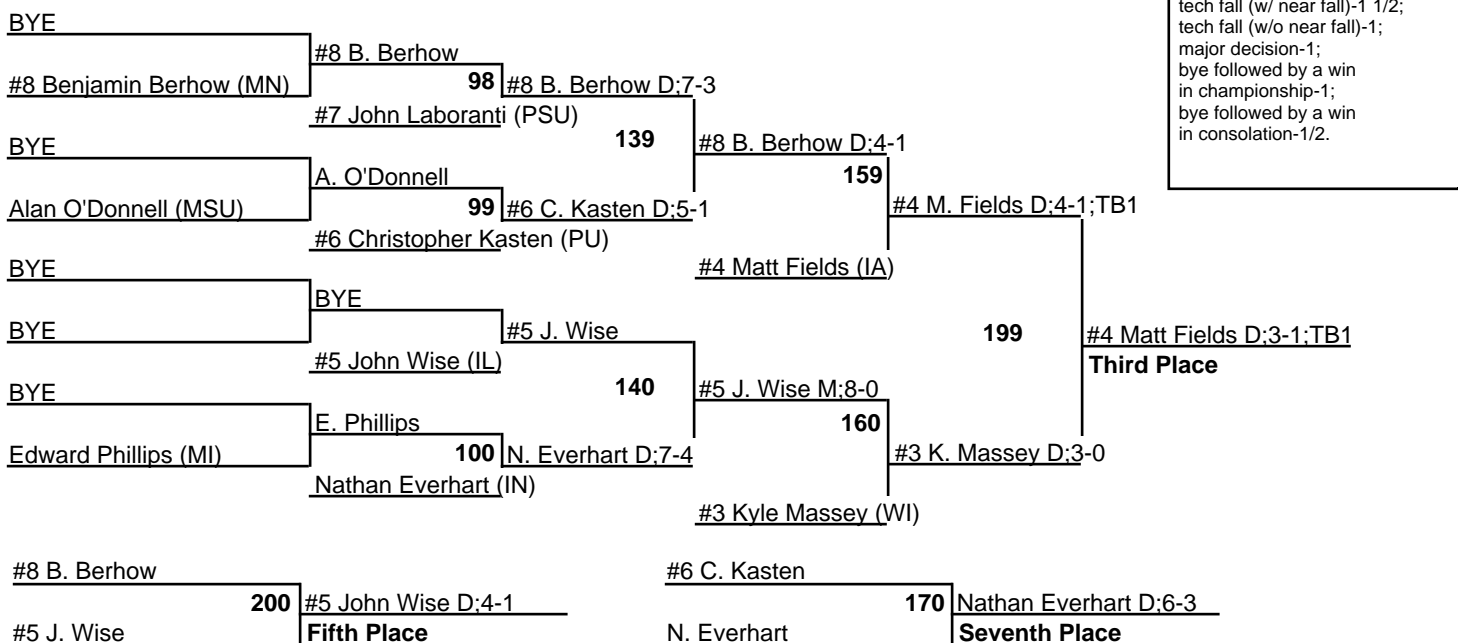 tech fall (w/ near fall)-1 1/2;
tech fall (w/o near fall)-1;
major decision-1;
bye followed by a win
in championship-1;
bye followed by a win
in consolation-1/2.
BYE
#8 B. Berhow
#8 Benjamin Berhow (MN)
98
#8 B. Berhow D;7-3
#7 John Laboranti (PSU)
139
#8 B. Berhow D;4-1
BYE
A. O'Donnell
159
Alan O'Donnell (MSU)
99
#6 C. Kasten D;5-1
#4 M. Fields D;4-1;TB1
#6 Christopher Kasten (PU)
BYE
#4 Matt Fields (IA)
BYE
BYE
#5 J. Wise
199
#4 Matt Fields D;3-1;TB1
#5 John Wise (IL)
Third Place
BYE
140
#5 J. Wise M;8-0
E. Phillips
160
Edward Phillips (MI)
100
N. Everhart D;7-4
#3 K. Massey D;3-0
Nathan Everhart (IN)
#3 Kyle Massey (WI)
#8 B. Berhow
200
#5 John Wise D;4-1
#5 J. Wise
Fifth Place
#6 C. Kasten
170
Nathan Everhart D;6-3
N. Everhart
Seventh Place